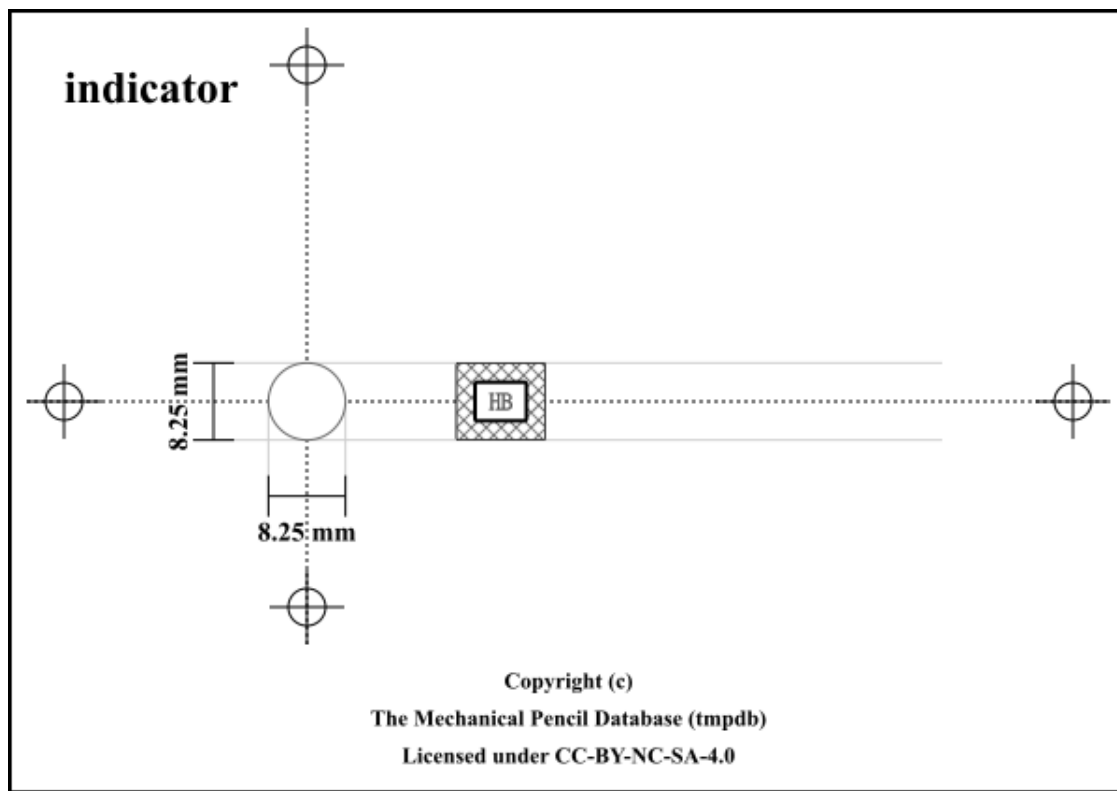 indicator
8.25 mm
HB
8.25 mm
Copyright (c)
The Mechanical Pencil Database (tmpdb)
Licensed under CC-BY-NC-SA-4.0